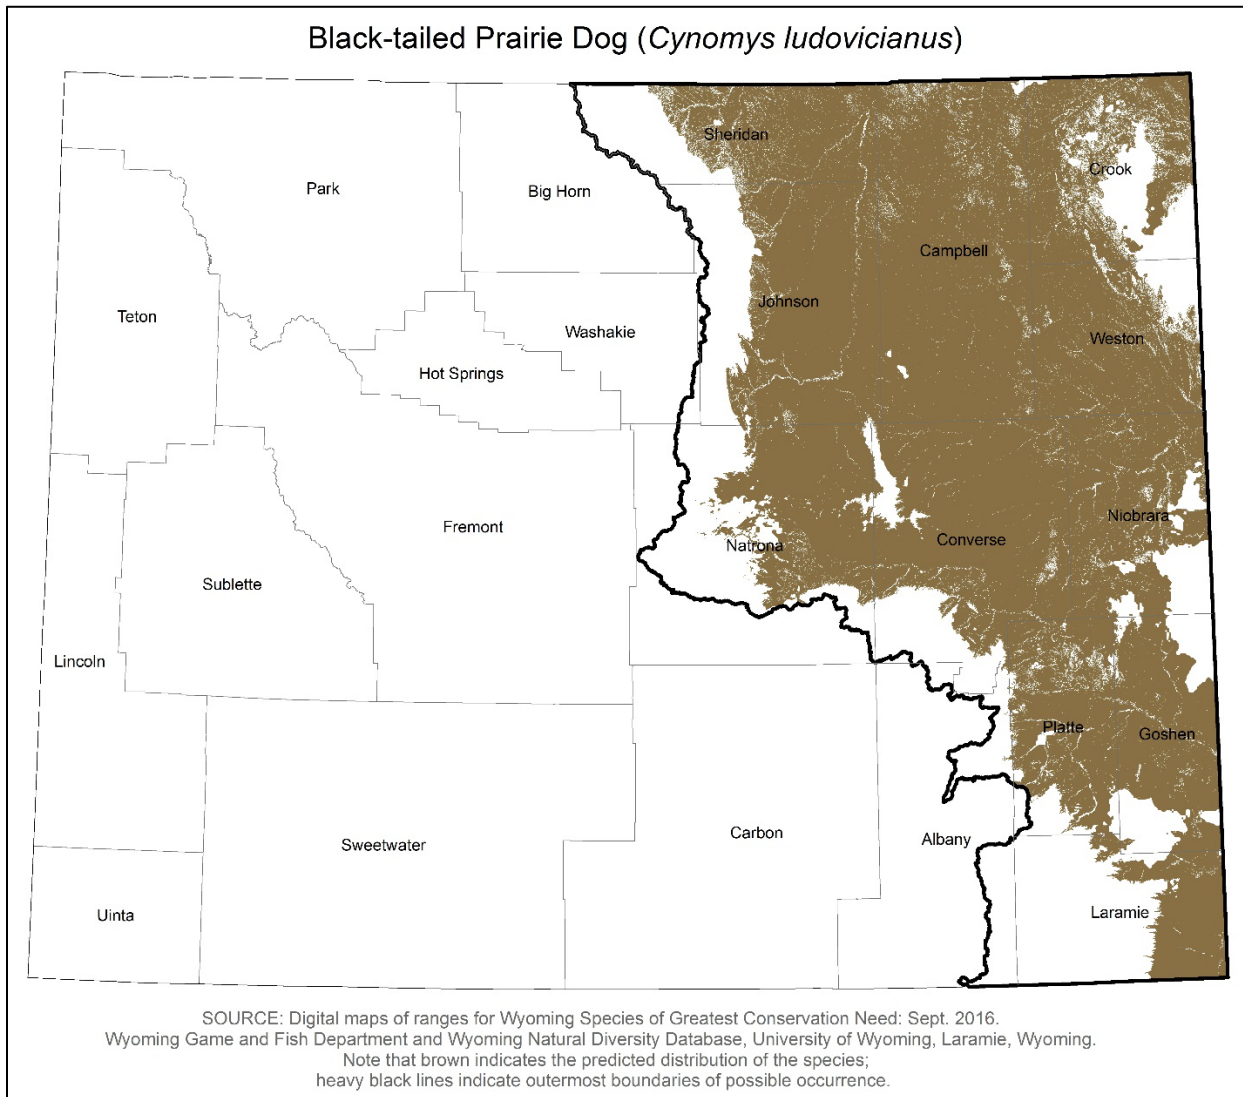 Black-tailed Prairie Dog (Cynomys ludovicianus)
Sheridan
Crook
Park
Big Horn
Campbell
Johnson
Teton
Washakie
Weston
Hot Springs
Niobrara
Fremont
Natrona
Converse
Sublette
Lincoln
Platte
Goshen
Sweetwater
Carbon
Albany
Uinta
Laramie
SOURCE: Digital maps of ranges for Wyoming Species of Greatest Conservation Need: Sept. 2016.
Wyoming Game and Fish Department and Wyoming Natural Diversity Database, University of Wyoming, Laramie, Wyoming.
Note that brown indicates the predicted distribution of the species;
heavy black lines indicate outermost boundaries of possible occurrence.